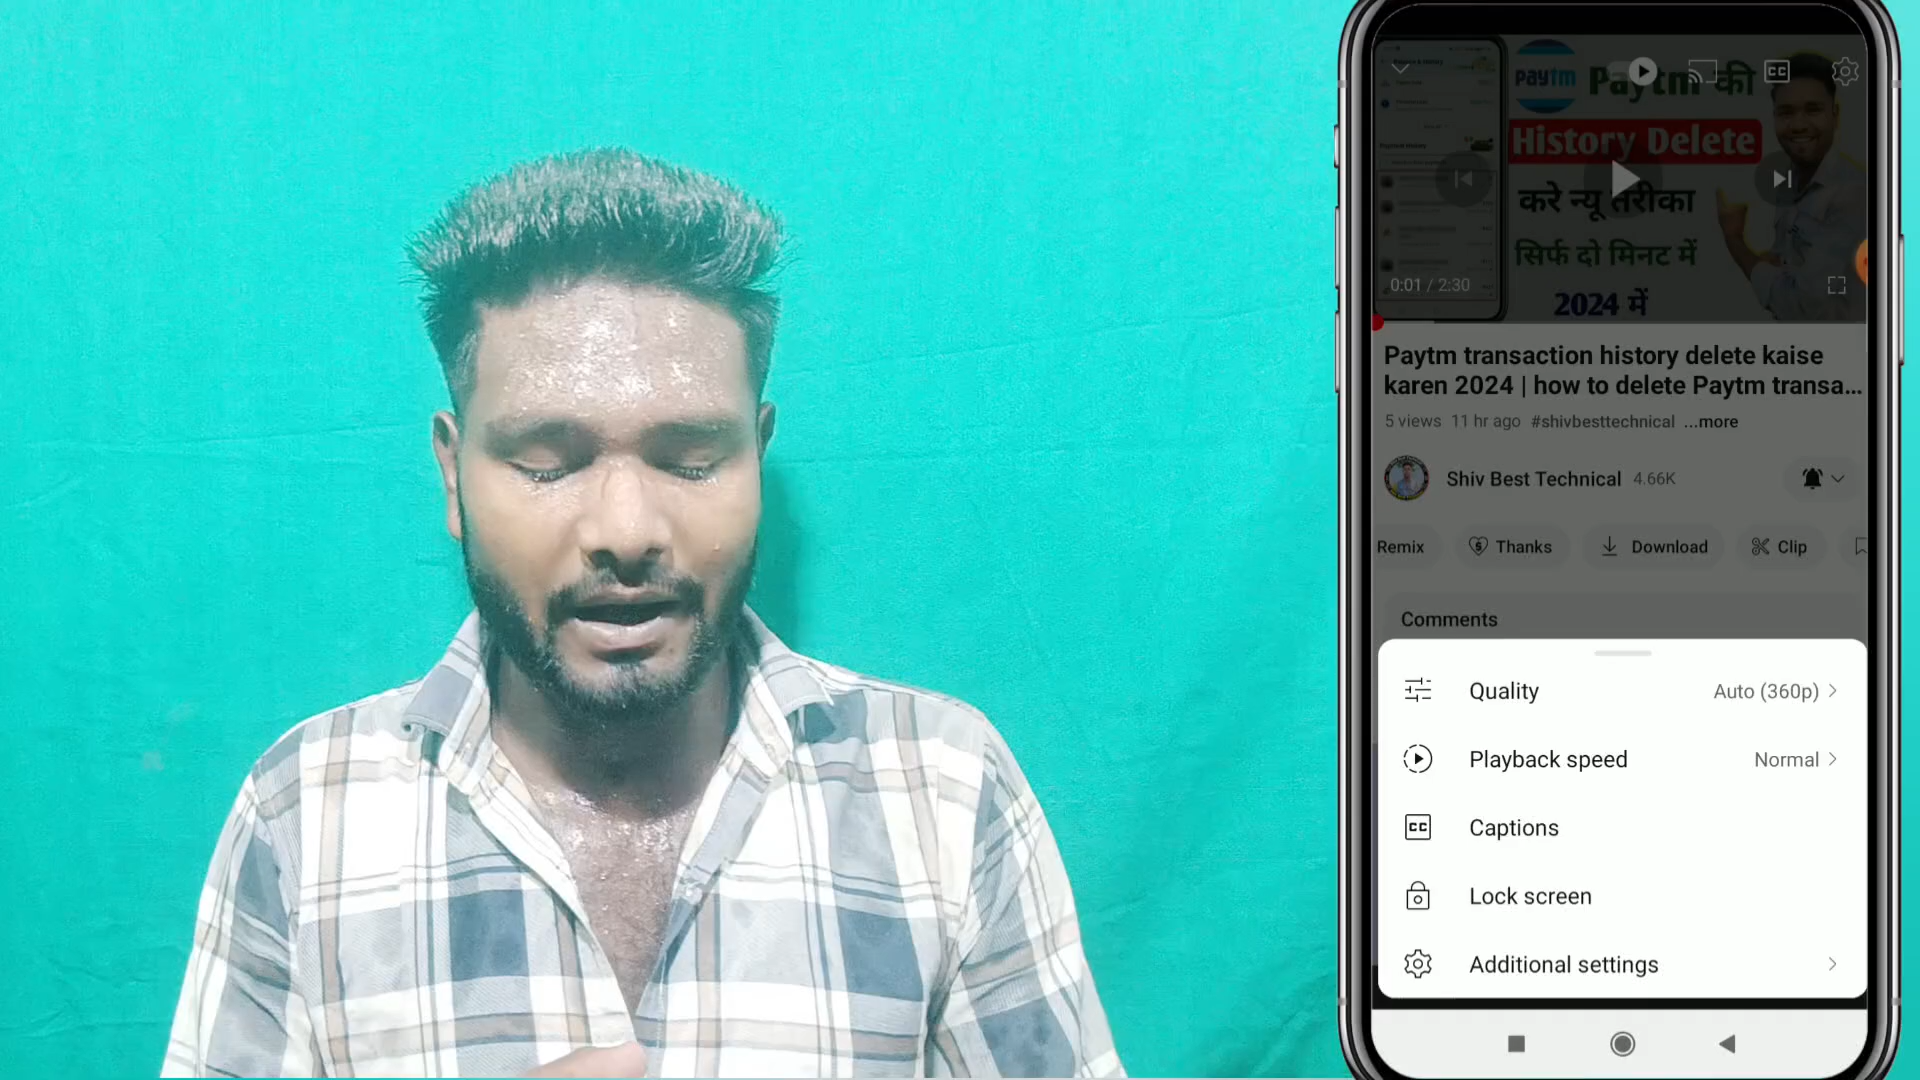 paytm Paytm की
History Delete
करे न्यू तरीका
सिर्फ दो मिनट में
0:01 / 2:30
2024 में
Paytm transaction history delete kaise
karen 2024 | how to delete Paytm transa...
5 views 11 hr ago #shivbesttechnical ...more
Shiv Best Technical 4.66K
Remix Thanks Download Clip
Comments
Quality Auto (360p)
Playback speed Normal
CC Captions
Lock screen
Additional settings